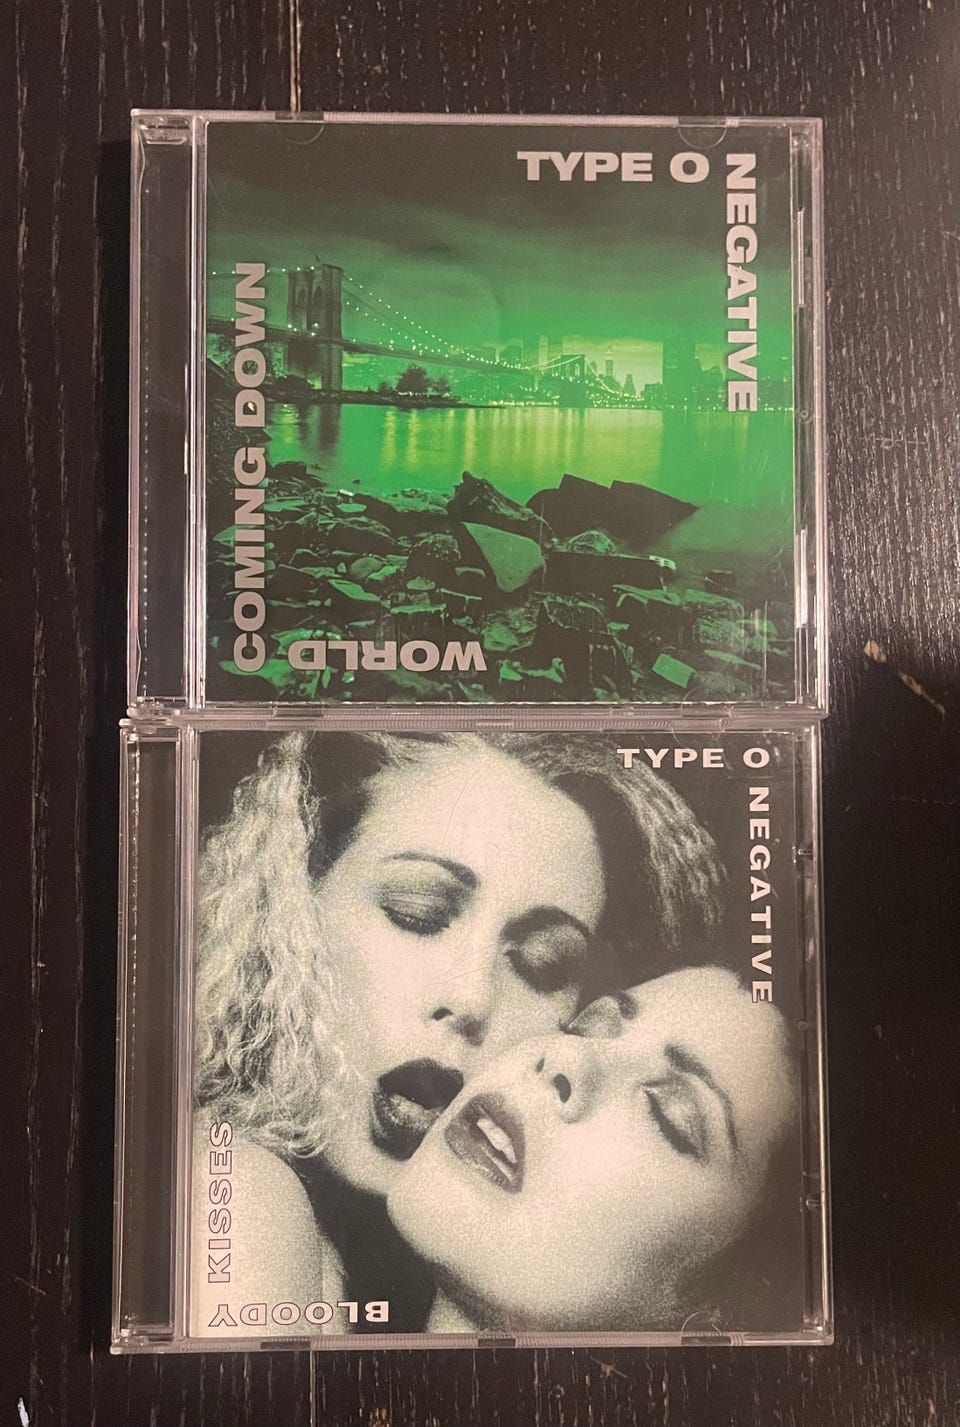 TYPE O
NEGATIVE
WORLD
COMING DOWN
TYPE O
NEGATIVE
BLOODY
KISSES